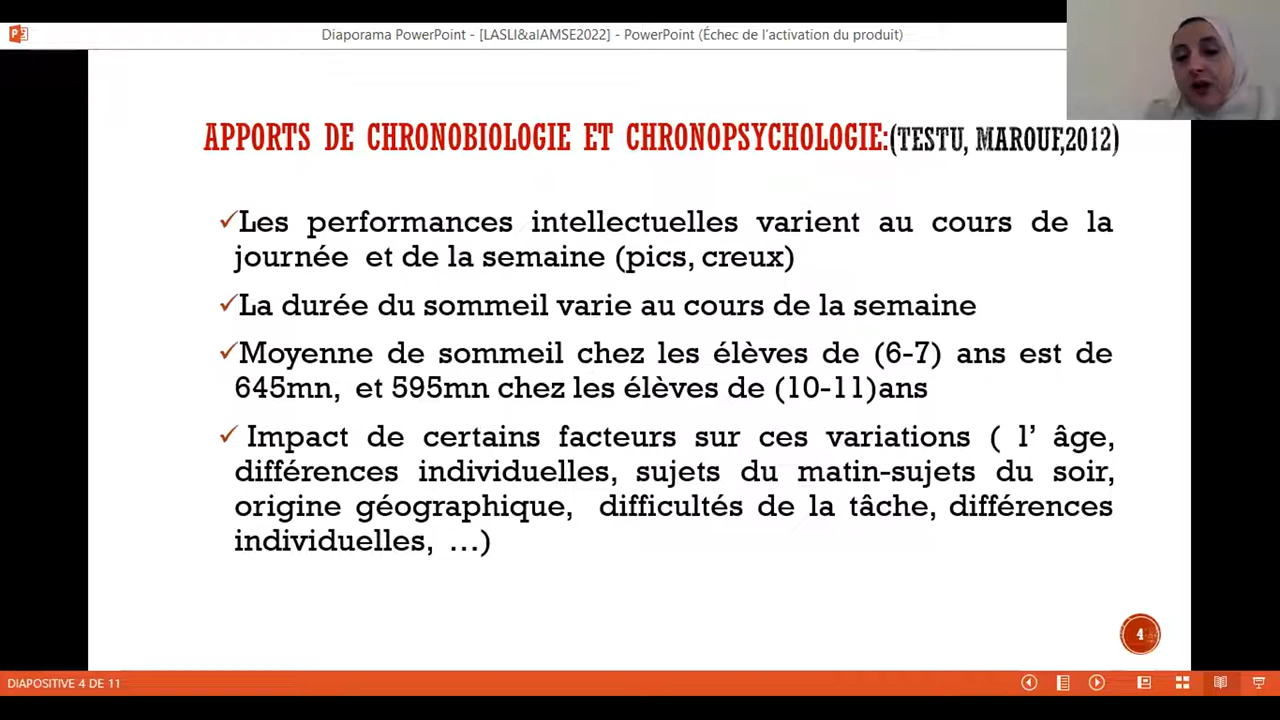 Diaporama PowerPoint - [LASLI&alAMSE2022] - PowerPoint (Échec de l'activation du produit)
APPORTS DE CHRONOBIOLOGIE ET CHRONOPSYCHOLOGIE:(TESTU, MAROUF,2012)
✓Les performances intellectuelles varient au cours de la
journée et de la semaine (pics, creux)
✓La durée du sommeil varie au cours de la semaine
✓Moyenne de sommeil chez les élèves de (6-7) ans est de
645mn, et 595mn chez les élèves de (10-11)ans
✓ Impact de certains facteurs sur ces variations ( l' âge,
différences individuelles, sujets du matin-sujets du soir,
origine géographique, difficultés de la tâche, différences
individuelles, …)
4
DIAPOSITIVE 4 DE 11